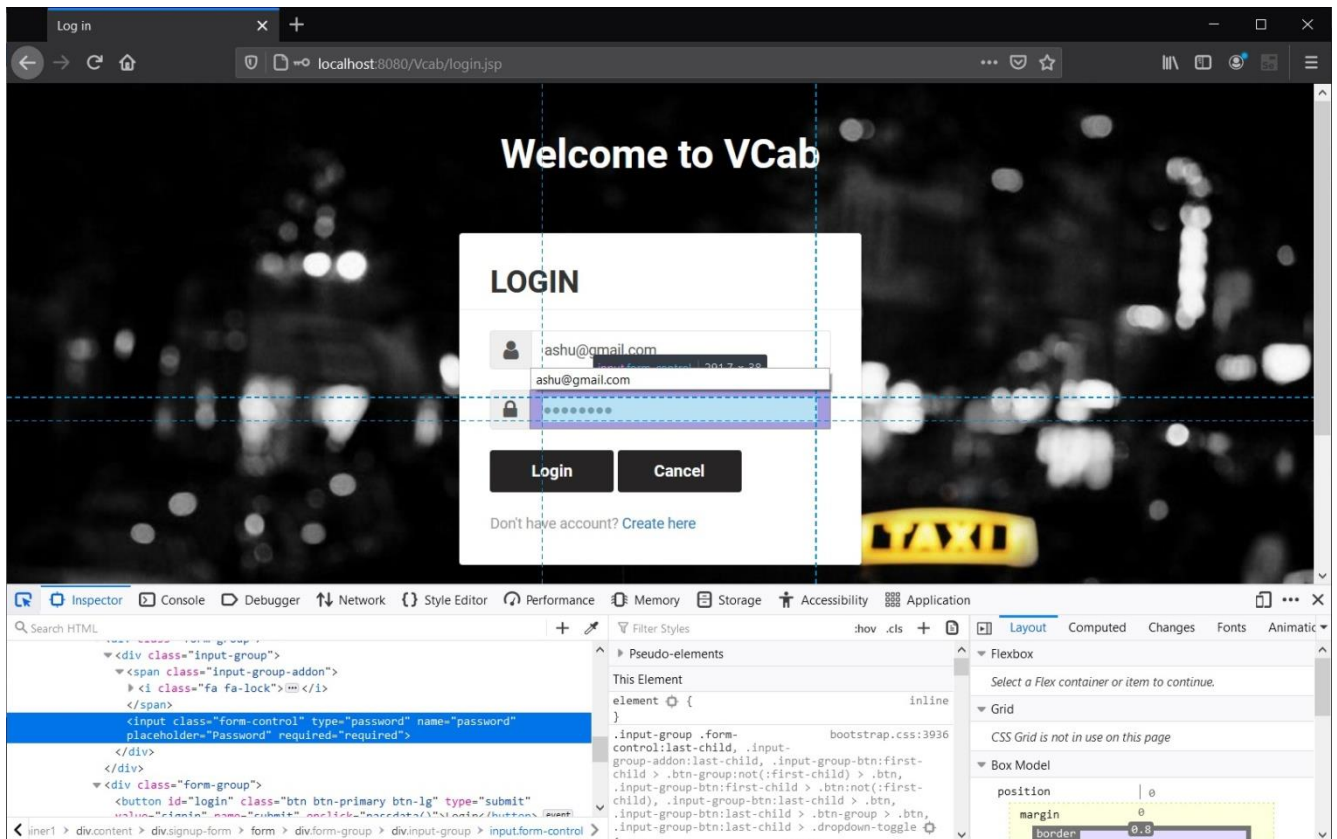 Log in
localhost:8080/Vcab/login.jsp
Welcome to VCab
LOGIN
ashu@gmail.com
ashu@gmail.com
Login Cancel
Don't have account? Create here
TAXI
Inspector Console Debugger Network Style Editor Performance Memory Storage Accessibility Application
Search HTML
<div class="input-group">
<span class="input-group-addon">
<i class="fa fa-lock"> </i>
</span>
<input class="form-control" type="password" name="password"
placeholder="Password" required="required">
</div>
</div>
<div class="form-group">
<button id="login" class="btn btn-primary btn-lg" type="submit"
value="signin" name="submit" onclick="passdata()">Login</button> event
div.content > div.signup-form > form > div.form-group > div.input-group > input.form-control
Filter Styles :hov .cls
Pseudo-elements
This Element
element { inline
}
.input-group .form- bootstrap.css:3936
control:last-child, .input-
group-addon:last-child, .input-group-btn:first-
child > .btn-group:not(:first-child) > .btn,
.input-group-btn:first-child > .btn:not(:first-
child), .input-group-btn:last-child > .btn,
.input-group-btn:last-child > .btn-group > .btn,
.input-group-btn:last-child > .dropdown-toggle
Layout Computed Changes Fonts
Flexbox
Select a Flex container or item to continue.
Grid
CSS Grid is not in use on this page
Box Model
position 0
margin 0
border 0.8